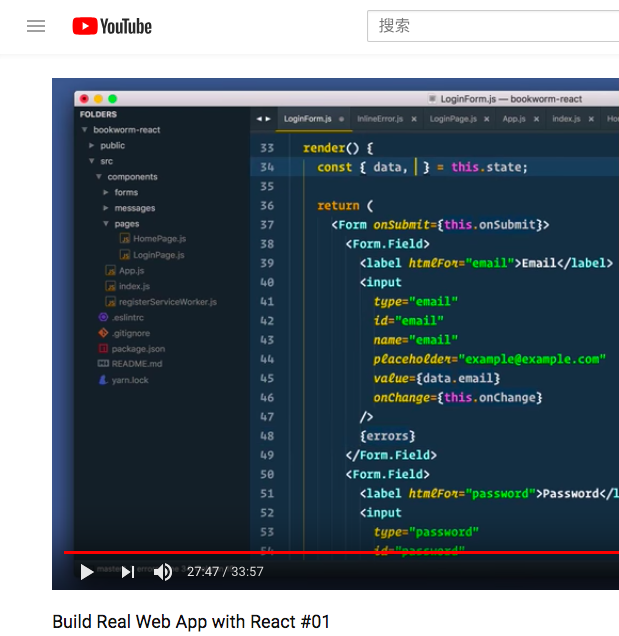 YouTube
搜索
LoginForm.js — bookworm-react
FOLDERS
bookworm-react
public
src
components
forms
messages
pages
HomePage.js
LoginPage.js
App.js
index.js
registerServiceWorker.js
.eslintrc
.gitignore
package.json
README.md
yarn.lock
LoginForm.js
InlineError.js
LoginPage.js
App.js
index.js
33 render() {
34 const { data, } = this.state;
35
36 return (
37 <Form onSubmit={this.onSubmit}>
38 <Form.Field>
39 <label htmlFor="email">Email</label>
40 <input
41 type="email"
42 id="email"
43 name="email"
44 placeholder="example@example.com"
45 value={data.email}
46 onChange={this.onChange}
47 />
48 {errors}
49 </Form.Field>
50 <Form.Field>
51 <label htmlFor="password">Password</l
52 <input
53 type="password"
54 id="password"
27:47 / 33:57
Build Real Web App with React #01